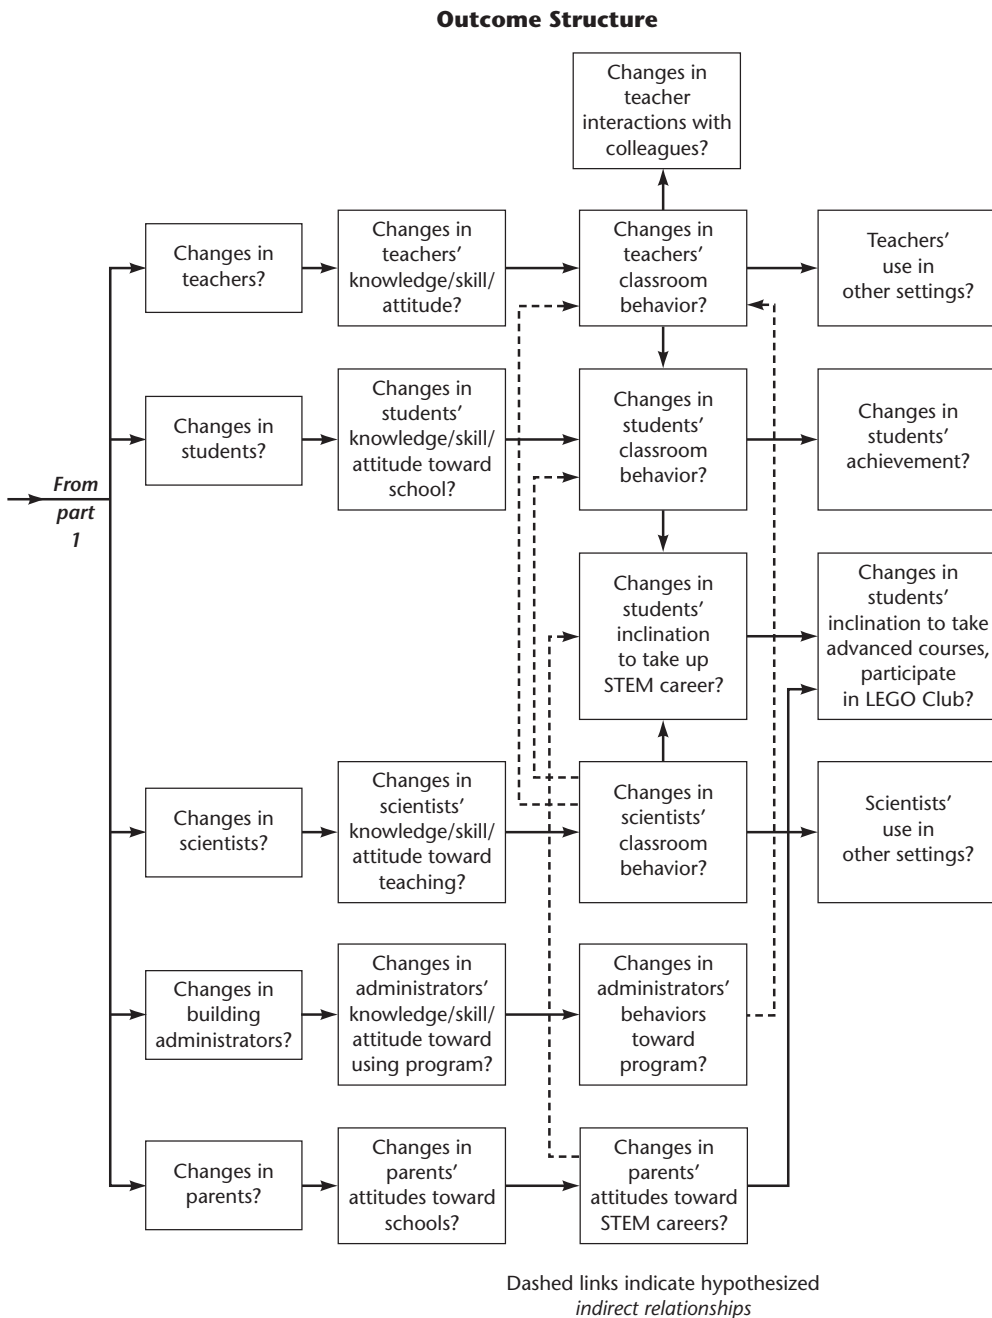 Outcome Structure
Changes in
teacher
interactions with
colleagues?
Changes in
teachers?
Changes in
teachers’
knowledge/skill/
attitude?
Changes in
teachers’
classroom
behavior?
Teachers’
use in
other settings?
Changes in
students?
Changes in
students’
knowledge/skill/
attitude toward
school?
Changes in
students’
classroom
behavior?
Changes in
students’
achievement?
From
part
1
Changes in
students’
inclination
to take up
STEM career?
Changes in
students’
inclination to take
advanced courses,
participate
in LEGO Club?
Changes in
scientists?
Changes in
scientists’
knowledge/skill/
attitude toward
teaching?
Changes in
scientists’
classroom
behavior?
Scientists’
use in
other settings?
Changes in
building
administrators?
Changes in
administrators’
knowledge/skill/
attitude toward
using program?
Changes in
administrators’
behaviors
toward
program?
Changes in
parents?
Changes in
parents’
attitudes toward
schools?
Changes in
parents’
attitudes toward
STEM careers?
Dashed links indicate hypothesized
indirect relationships